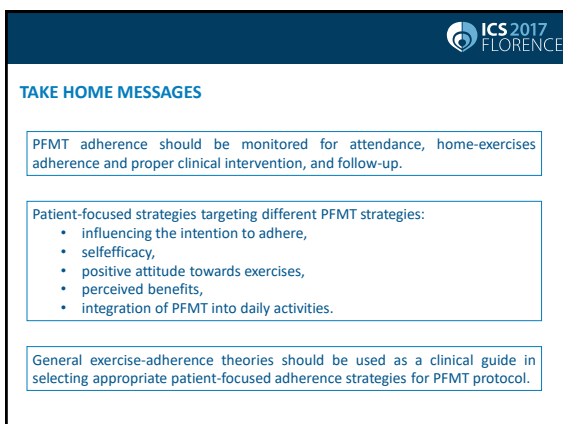 ICS 2017
FLORENCE
TAKE HOME MESSAGES
PFMT adherence should be monitored for attendance, home-exercises
adherence and proper clinical intervention, and follow-up.
Patient-focused strategies targeting different PFMT strategies:
• influencing the intention to adhere,
• selfefficacy,
• positive attitude towards exercises,
• perceived benefits,
• integration of PFMT into daily activities.
General exercise-adherence theories should be used as a clinical guide in
selecting appropriate patient-focused adherence strategies for PFMT protocol.